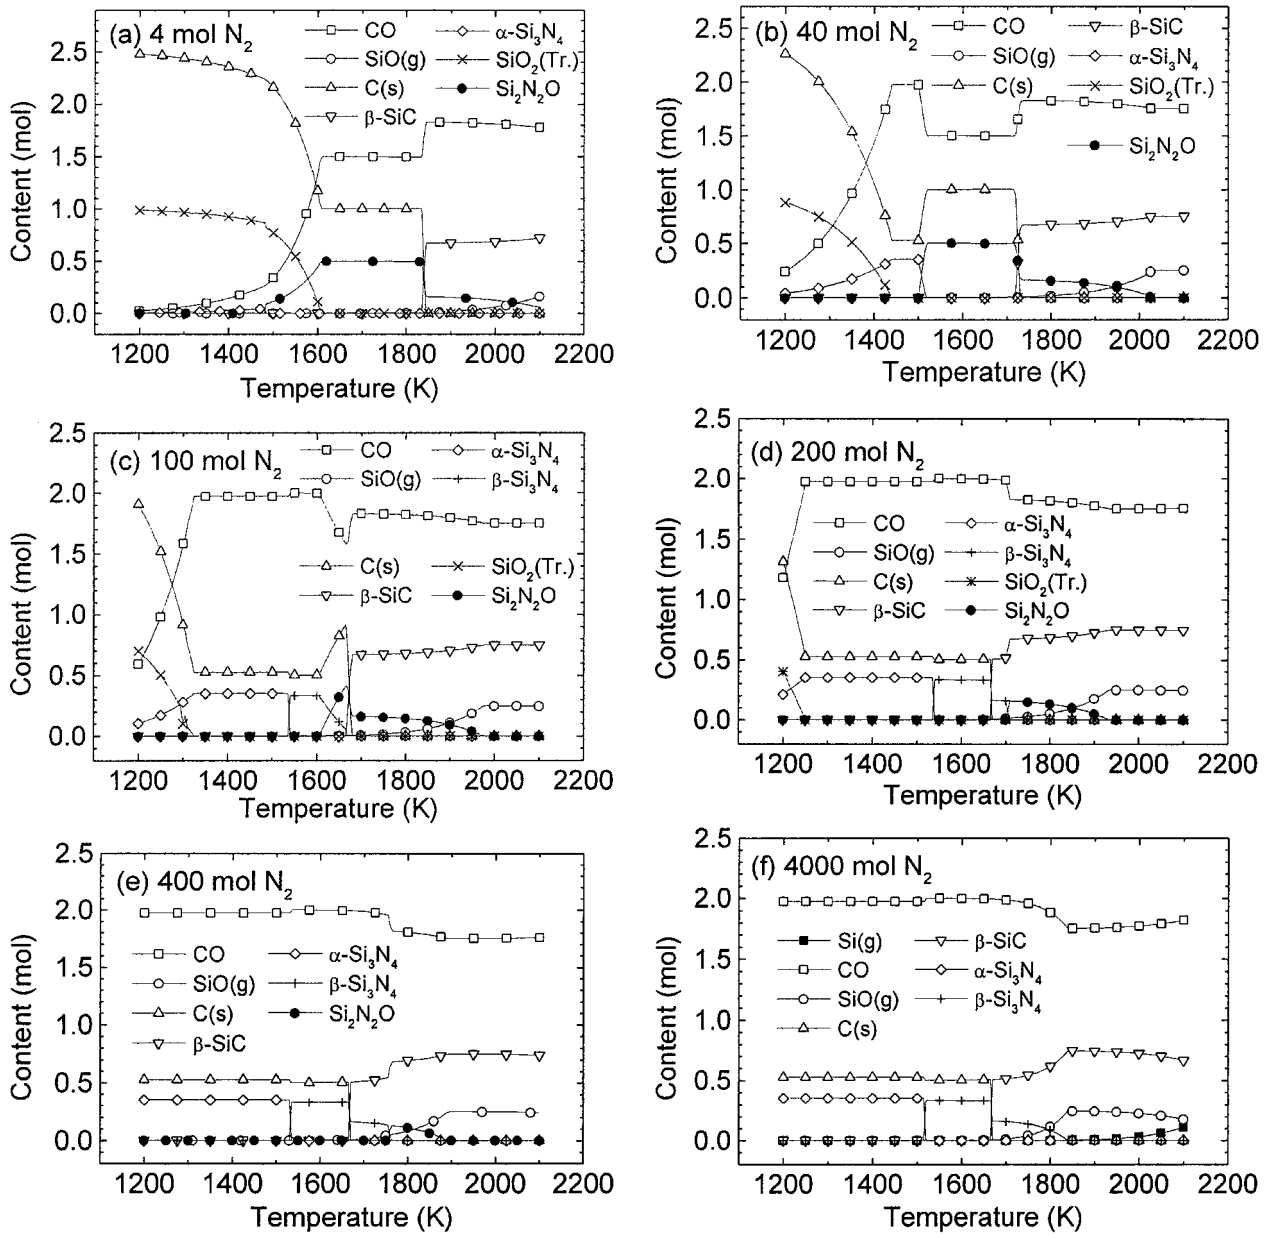 (a) 4 mol N2
CO
SiO(g)
C(s)
β-SiC
α-Si3N4
SiO2(Tr.)
Si2N2O
2.5
2.0
1.5
1.0
0.5
0.0
Content (mol)
1200 1400 1600 1800 2000 2200
Temperature (K)
(b) 40 mol N2
CO
SiO(g)
C(s)
β-SiC
α-Si3N4
SiO2(Tr.)
Si2N2O
2.5
2.0
1.5
1.0
0.5
0.0
Content (mol)
1200 1400 1600 1800 2000 2200
Temperature (K)
(c) 100 mol N2
CO
SiO(g)
C(s)
β-SiC
α-Si3N4
β-Si3N4
SiO2(Tr.)
Si2N2O
2.5
2.0
1.5
1.0
0.5
0.0
Content (mol)
1200 1400 1600 1800 2000 2200
Temperature (K)
(d) 200 mol N2
CO
SiO(g)
C(s)
β-SiC
α-Si3N4
β-Si3N4
SiO2(Tr.)
Si2N2O
2.5
2.0
1.5
1.0
0.5
0.0
Content (mol)
1200 1400 1600 1800 2000 2200
Temperature (K)
(e) 400 mol N2
CO
SiO(g)
C(s)
β-SiC
α-Si3N4
β-Si3N4
Si2N2O
2.5
2.0
1.5
1.0
0.5
0.0
Content (mol)
1200 1400 1600 1800 2000 2200
Temperature (K)
(f) 4000 mol N2
Si(g)
CO
SiO(g)
C(s)
β-SiC
α-Si3N4
β-Si3N4
2.5
2.0
1.5
1.0
0.5
0.0
Content (mol)
1200 1400 1600 1800 2000 2200
Temperature (K)